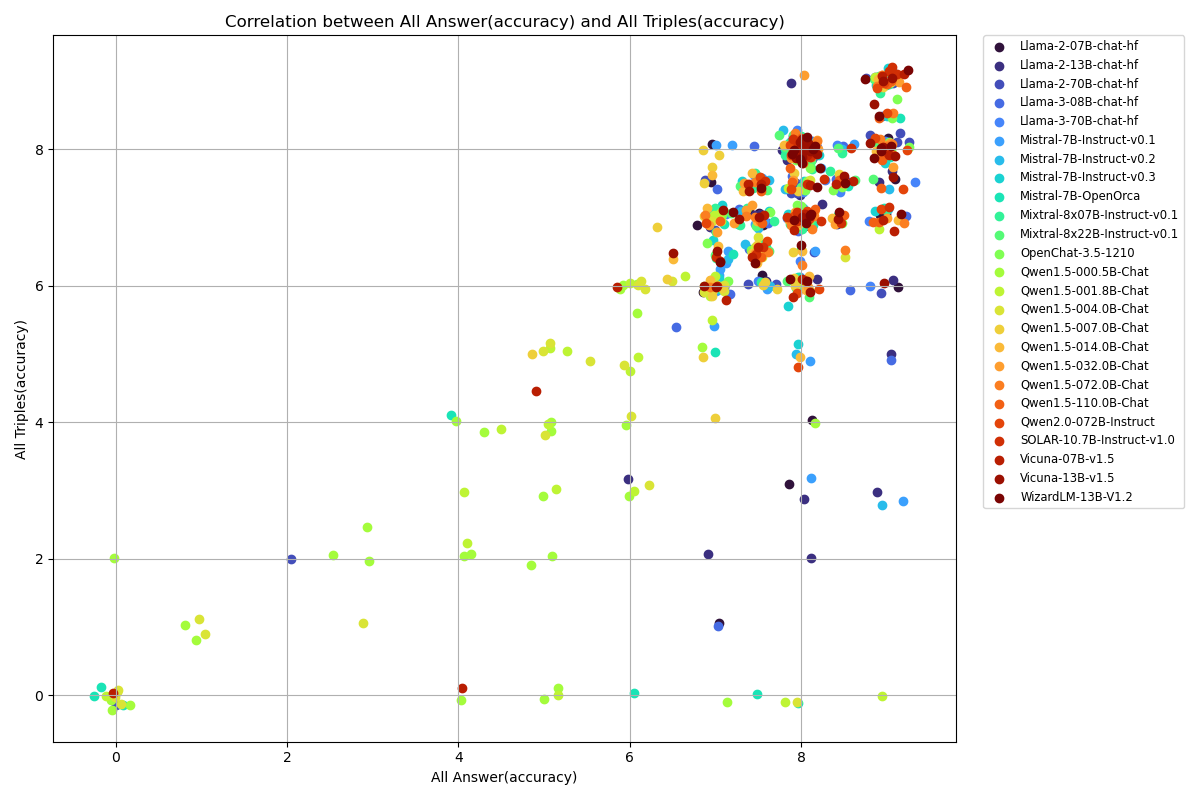 Correlation between All Answer(accuracy) and All Triples(accuracy)
8
6
4
2
0
All Triples(accuracy)
0
2
4
6
8
All Answer(accuracy)
Llama-2-07B-chat-hf
Llama-2-13B-chat-hf
Llama-2-70B-chat-hf
Llama-3-08B-chat-hf
Llama-3-70B-chat-hf
Mistral-7B-Instruct-v0.1
Mistral-7B-Instruct-v0.2
Mistral-7B-Instruct-v0.3
Mistral-7B-OpenOrca
Mixtral-8x07B-Instruct-v0.1
Mixtral-8x22B-Instruct-v0.1
OpenChat-3.5-1210
Qwen1.5-000.5B-Chat
Qwen1.5-001.8B-Chat
Qwen1.5-004.0B-Chat
Qwen1.5-007.0B-Chat
Qwen1.5-014.0B-Chat
Qwen1.5-032.0B-Chat
Qwen1.5-072.0B-Chat
Qwen1.5-110.0B-Chat
Qwen2.0-072B-Instruct
SOLAR-10.7B-Instruct-v1.0
Vicuna-07B-v1.5
Vicuna-13B-v1.5
WizardLM-13B-V1.2